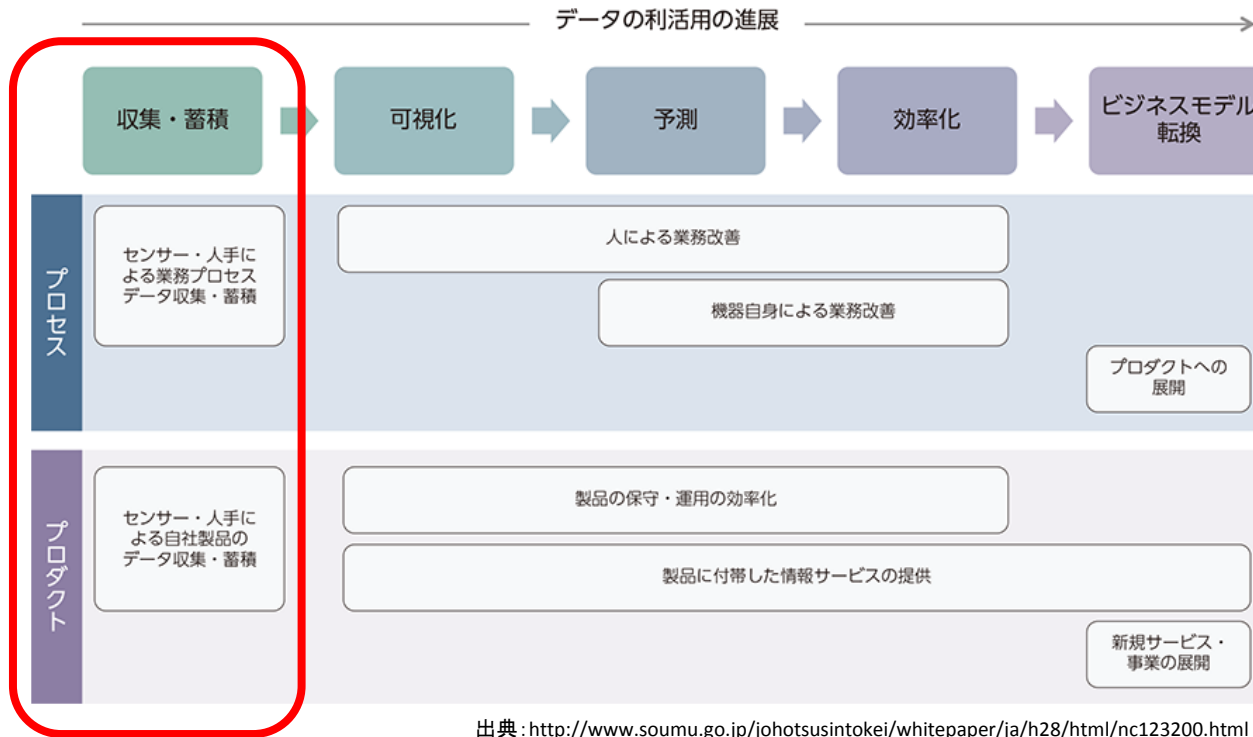 データの利活用の進展
収集・蓄積
可視化
予測
効率化
ビジネスモデル
転換
プロセス
センサー・人手に
よる業務プロセス
データ収集・蓄積
人による業務改善
機器自身による業務改善
プロダクトへの
展開
プロダクト
センサー・人手に
よる自社製品の
データ収集・蓄積
製品の保守・運用の効率化
製品に付帯した情報サービスの提供
新規サービス・
事業の展開
出典：http://www.soumu.go.jp/johotsusintokei/whitepaper/ja/h28/html/nc123200.html